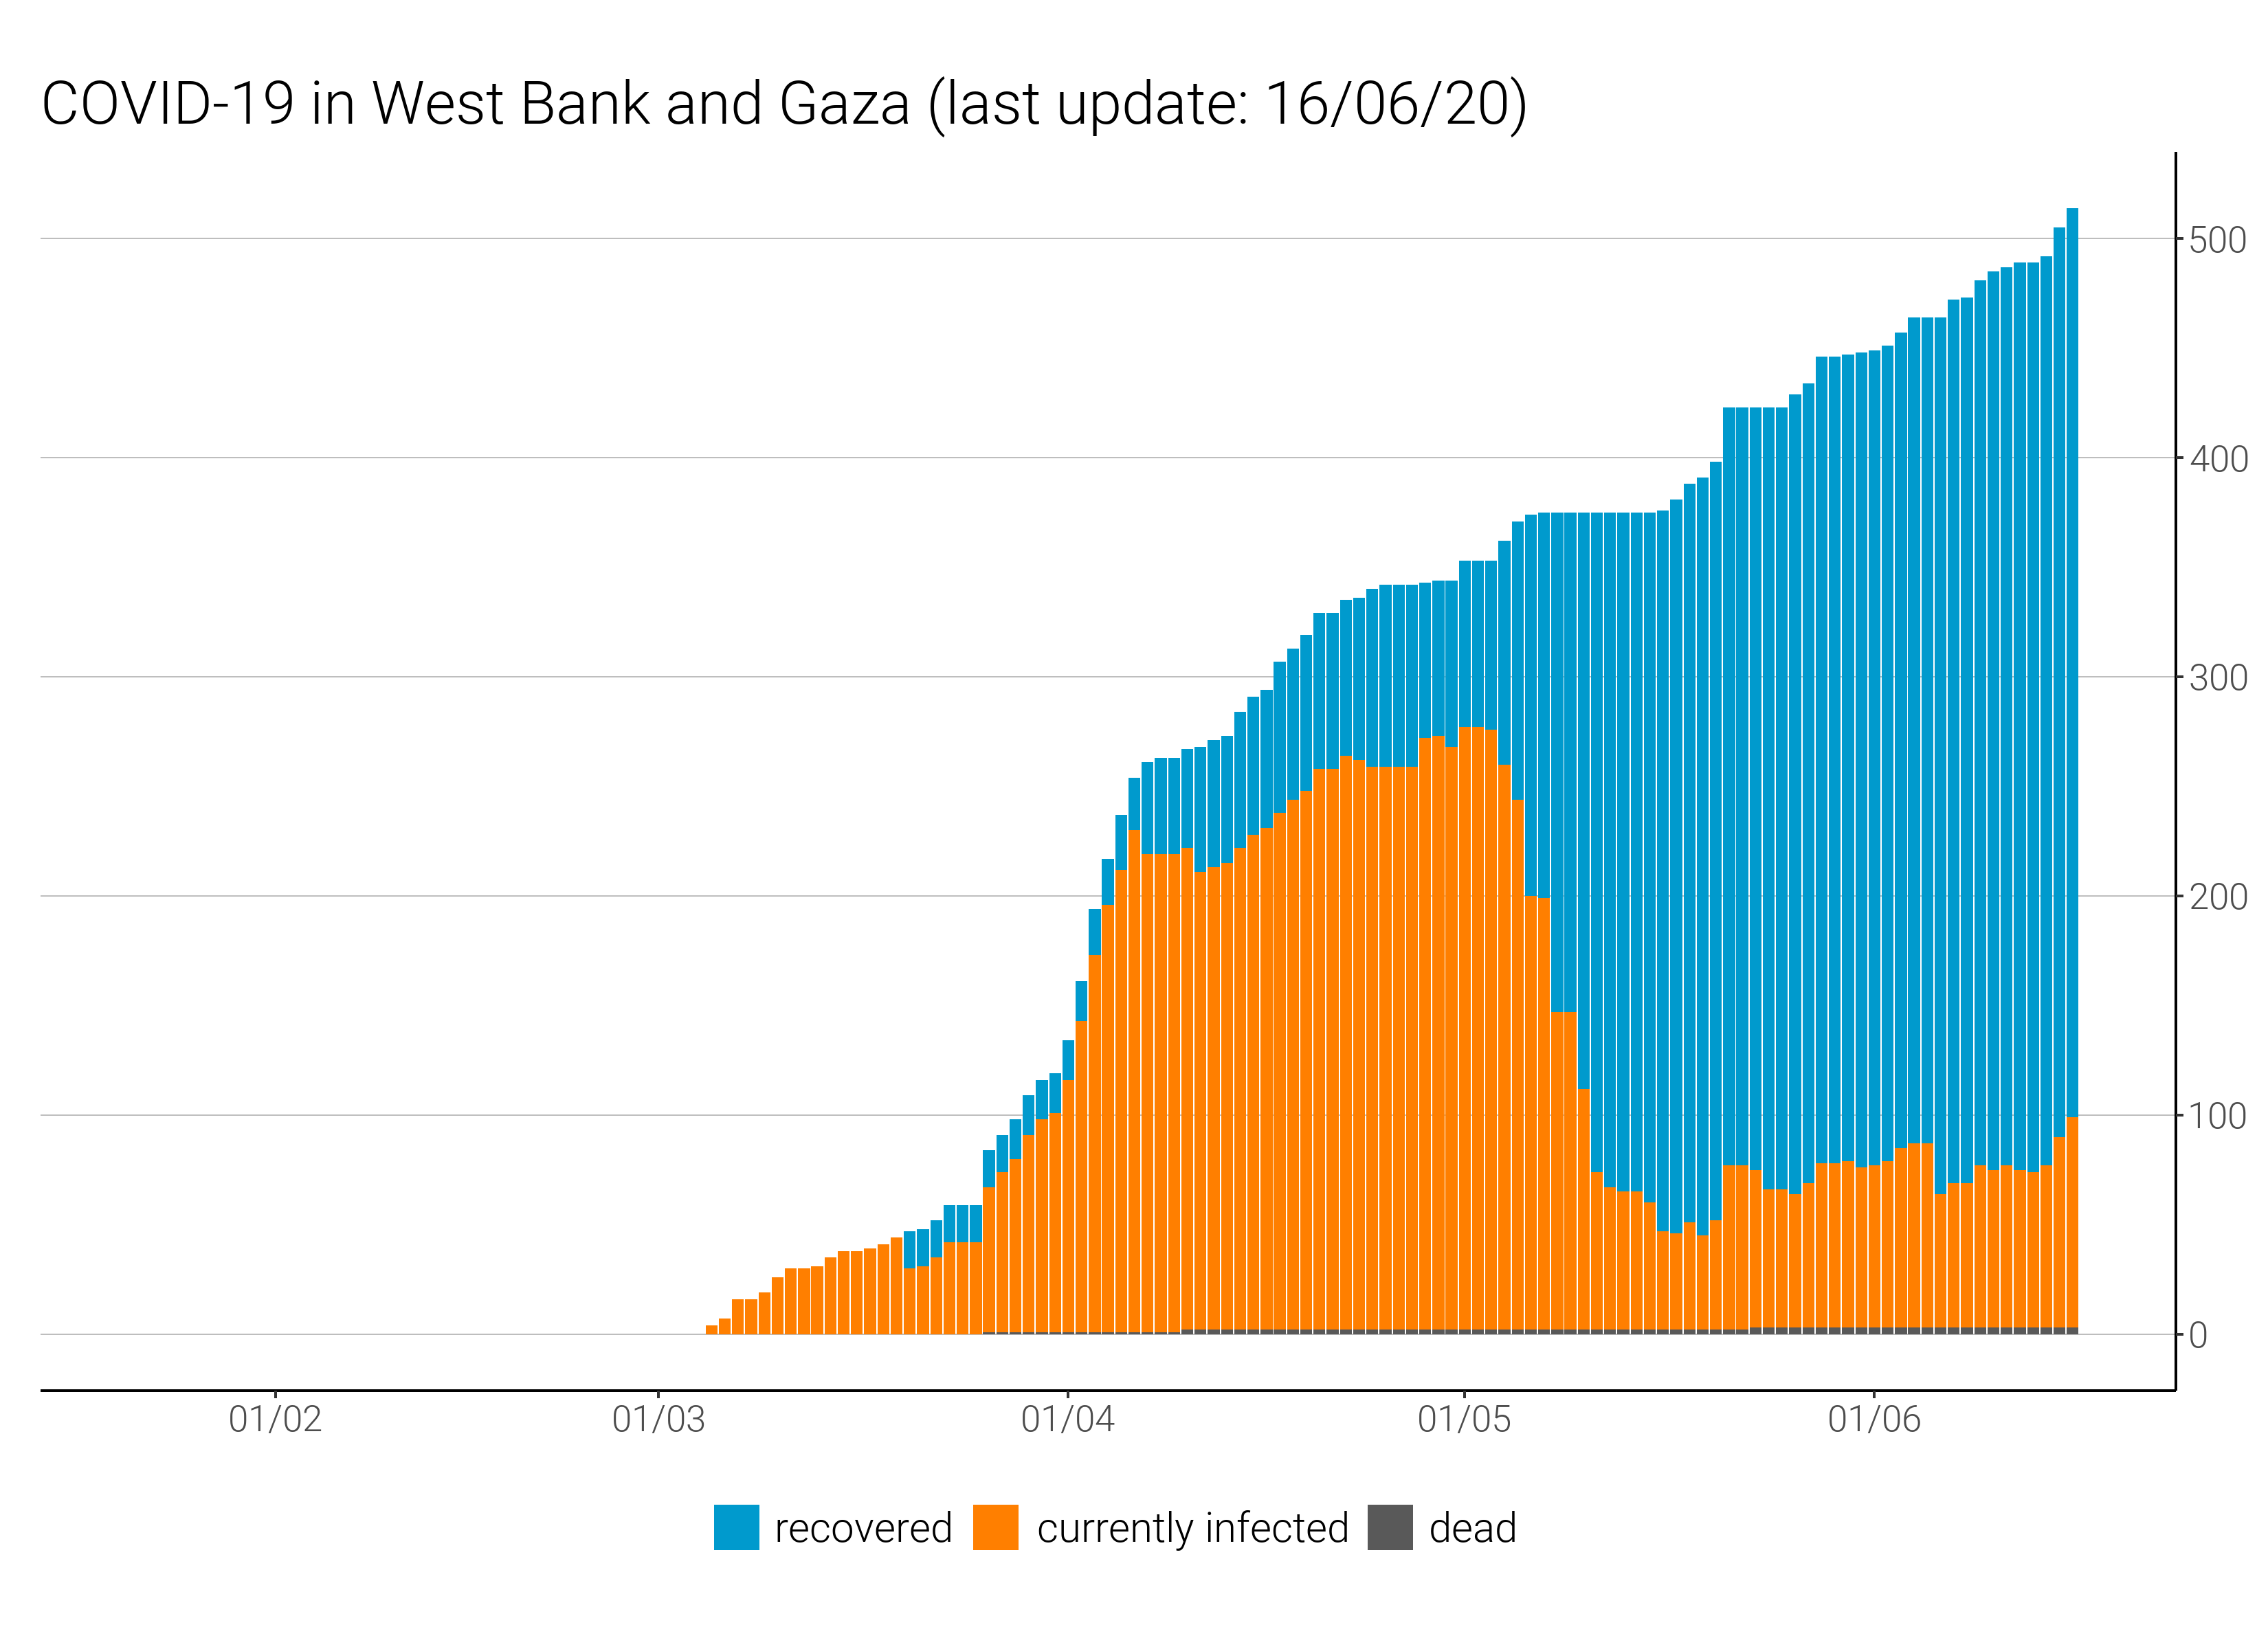 COVID-19 in West Bank and Gaza (last update: 16/06/20)
500
400
300
200
100
0
01/02 01/03 01/04 01/05 01/06
recovered currently infected dead